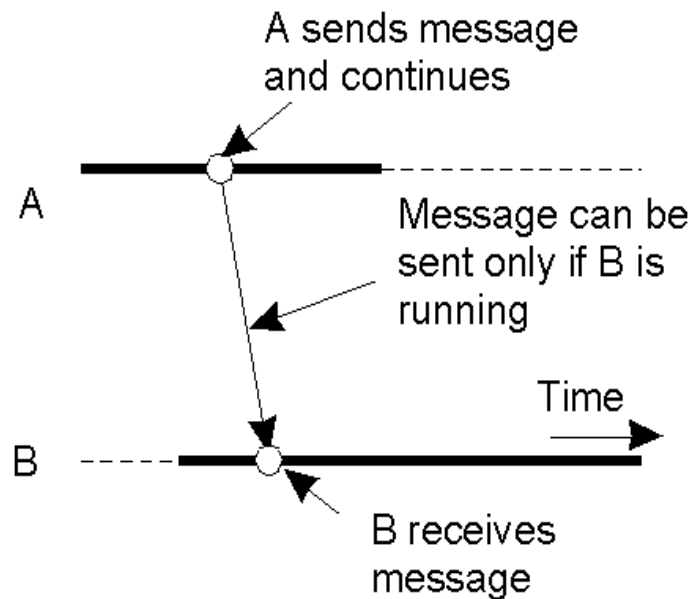 A sends message
and continues
A
Message can be
sent only if B is
running
Time
B
B receives
message